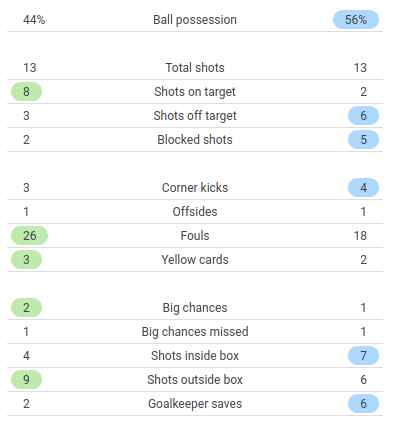 44% Ball possession 56%
13 Total shots 13
8 Shots on target 2
3 Shots off target 6
2 Blocked shots 5
3 Corner kicks 4
1 Offsides 1
26 Fouls 18
3 Yellow cards 2
2 Big chances 1
1 Big chances missed 1
4 Shots inside box 7
9 Shots outside box 6
2 Goalkeeper saves 6